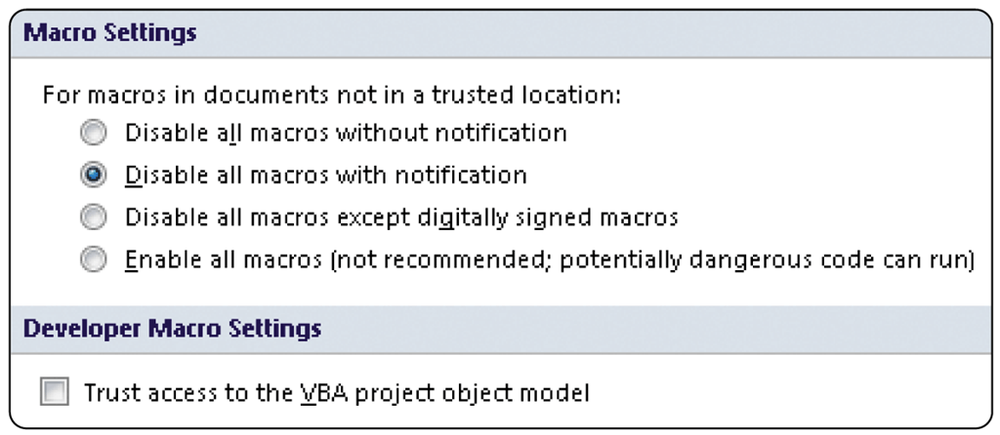 Macro Settings
For macros in documents not in a trusted location:
Disable all macros without notification
Disable all macros with notification
Disable all macros except digitally signed macros
Enable all macros (not recommended; potentially dangerous code can run)
Developer Macro Settings
Trust access to the VBA project object model